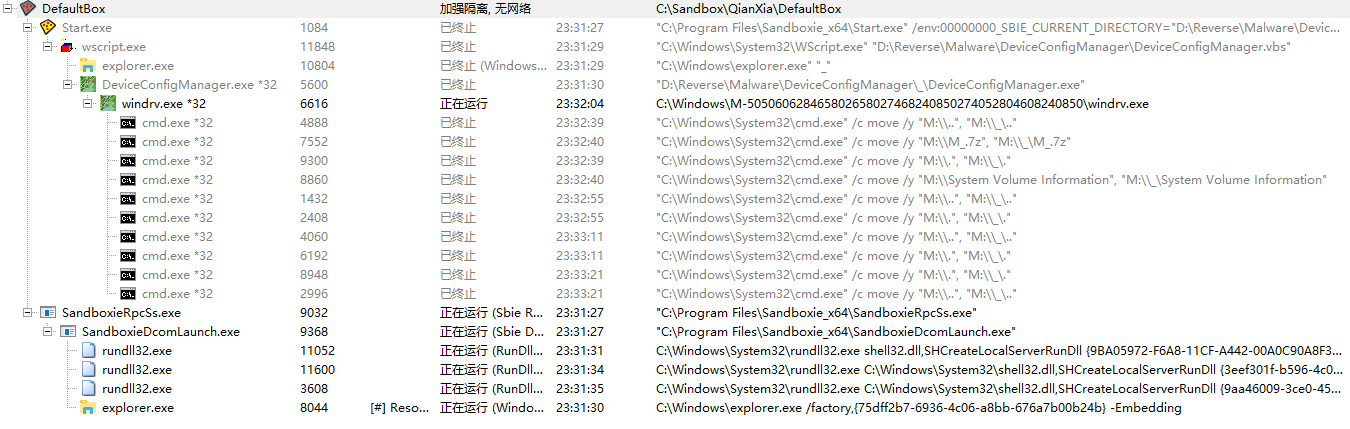 DefaultBox 加强隔离, 无网络 C:\Sandbox\QianXia\DefaultBox
Start.exe 1084 已终止 23:31:27 "C:\Program Files\Sandboxie_x64\Start.exe" /env:00000000_SBIE_CURRENT_DIRECTORY="D:\Reverse\Malware\Devic...
wscript.exe 11848 已终止 23:31:29 "C:\Windows\System32\WScript.exe" "D:\Reverse\Malware\DeviceConfigManager\DeviceConfigManager.vbs"
explorer.exe 10804 已终止 (Windows... 23:31:29 "C:\Windows\explorer.exe" "_"
DeviceConfigManager.exe *32 5600 已终止 23:31:30 "D:\Reverse\Malware\DeviceConfigManager\_\DeviceConfigManager.exe"
windrv.exe *32 6616 正在运行 23:32:04 C:\Windows\M-50506062846580265802746824085027405280460824085​0\windrv.exe
cmd.exe *32 4888 已终止 23:32:39 "C:\Windows\System32\cmd.exe" /c move /y "M:\\..", "M:\\_\.."
cmd.exe *32 7552 已终止 23:32:40 "C:\Windows\System32\cmd.exe" /c move /y "M:\\M_.7z", "M:\\_\M_.7z"
cmd.exe *32 9300 已终止 23:32:39 "C:\Windows\System32\cmd.exe" /c move /y "M:\\.", "M:\\_\."
cmd.exe *32 8860 已终止 23:32:40 "C:\Windows\System32\cmd.exe" /c move /y "M:\\System Volume Information", "M:\\_\System Volume Information"
cmd.exe *32 1432 已终止 23:32:55 "C:\Windows\System32\cmd.exe" /c move /y "M:\\..", "M:\\_\.."
cmd.exe *32 2408 已终止 23:32:55 "C:\Windows\System32\cmd.exe" /c move /y "M:\\.", "M:\\_\."
cmd.exe *32 4060 已终止 23:33:11 "C:\Windows\System32\cmd.exe" /c move /y "M:\\..", "M:\\_\.."
cmd.exe *32 6192 已终止 23:33:11 "C:\Windows\System32\cmd.exe" /c move /y "M:\\.", "M:\\_\."
cmd.exe *32 8948 已终止 23:33:21 "C:\Windows\System32\cmd.exe" /c move /y "M:\\.", "M:\\_\."
cmd.exe *32 2996 已终止 23:33:21 "C:\Windows\System32\cmd.exe" /c move /y "M:\\..", "M:\\_\.."
SandboxieRpcSs.exe 9032 正在运行 (Sbie R... 23:31:27 "C:\Program Files\Sandboxie_x64\SandboxieRpcSs.exe"
SandboxieDcomLaunch.exe 9368 正在运行 (Sbie D... 23:31:27 "C:\Program Files\Sandboxie_x64\SandboxieDcomLaunch.exe"
rundll32.exe 11052 正在运行 (RunDll... 23:31:31 C:\Windows\System32\rundll32.exe shell32.dll,SHCreateLocalServerRunDll {9BA05972-F6A8-11CF-A442-00A0C90A8F3...
rundll32.exe 11600 正在运行 (RunDll... 23:31:34 C:\Windows\System32\rundll32.exe C:\Windows\System32\shell32.dll,SHCreateLocalServerRunDll {3eef301f-b596-4c0...
rundll32.exe 3608 正在运行 (RunDll... 23:31:35 C:\Windows\System32\rundll32.exe C:\Windows\System32\shell32.dll,SHCreateLocalServerRunDll {9aa46009-3ce0-45...
explorer.exe 8044 [#] Reso... 正在运行 (Windo... 23:31:30 C:\Windows\explorer.exe /factory,{75dff2b7-6936-4c06-a8bb-676a7b00b24b} -Embedding